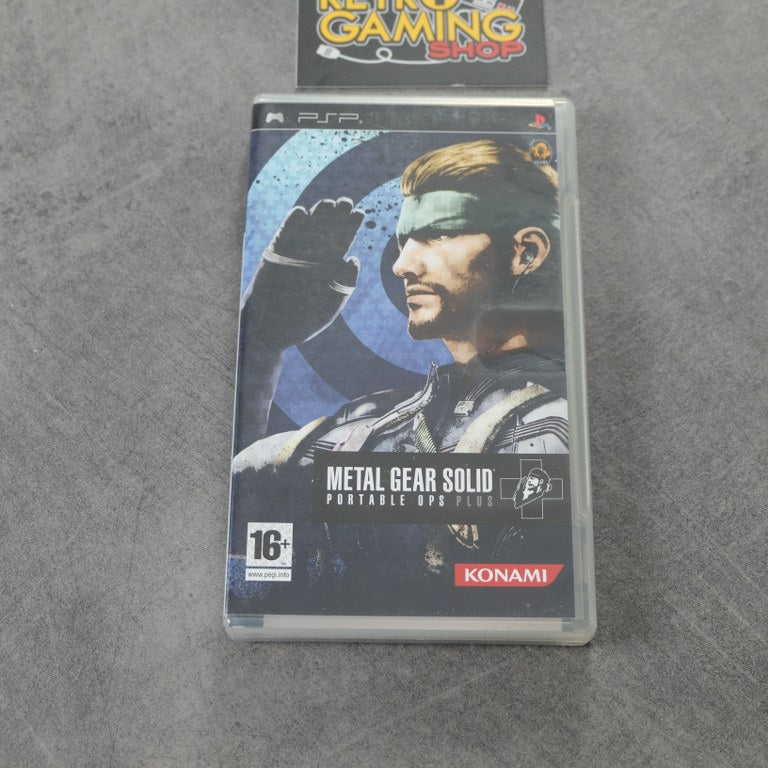 RETRO
GAMING
SHOP
PSP
METAL GEAR SOLID
PORTABLE OPS PLUS
16+
www.pegi.info
KONAMI